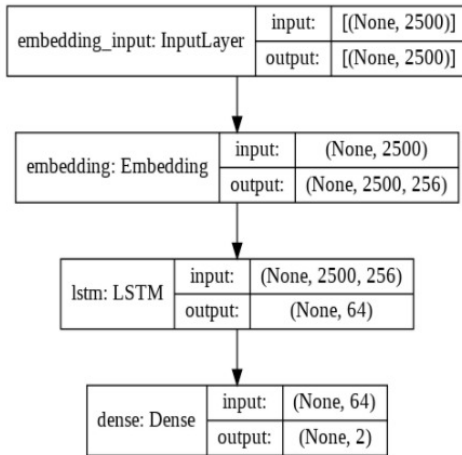 embedding_input: InputLayer
input: [(None, 2500)]
output: [(None, 2500)]
embedding: Embedding
input: (None, 2500)
output: (None, 2500, 256)
lstm: LSTM
input: (None, 2500, 256)
output: (None, 64)
dense: Dense
input: (None, 64)
output: (None, 2)